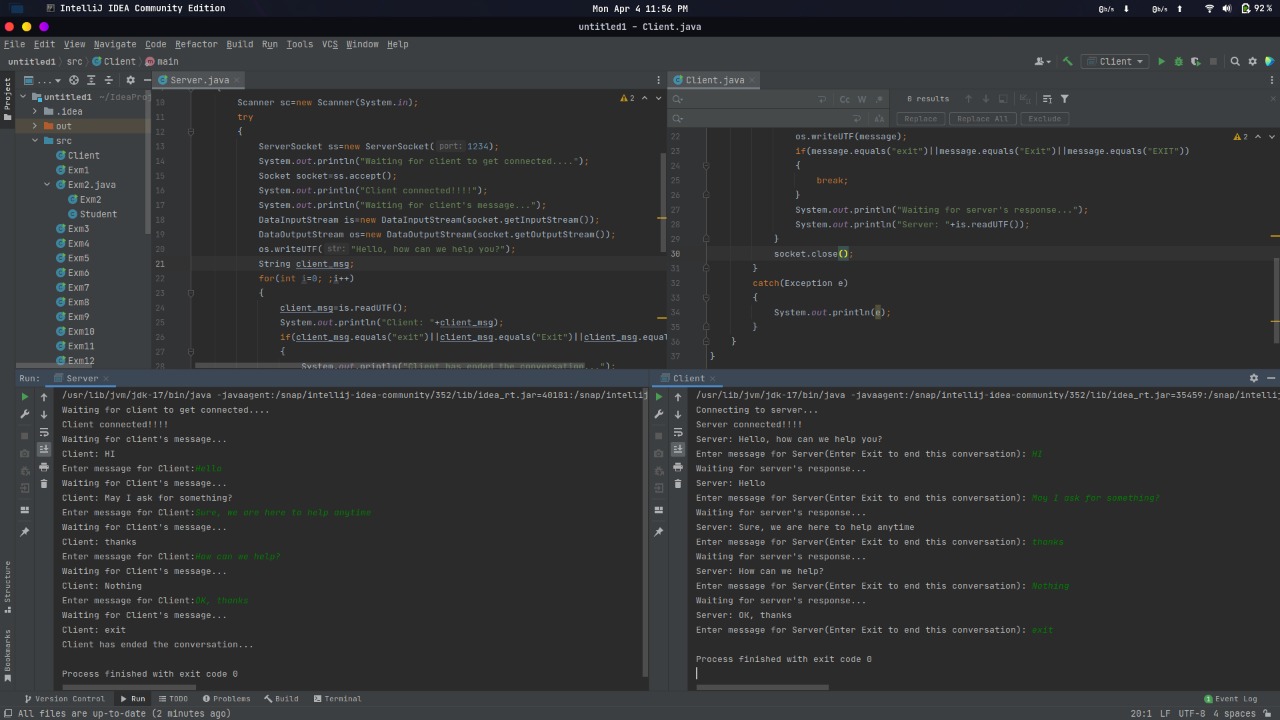 IntelliJ IDEA Community Edition
Mon Apr 4 11:56 PM
92%
untitled1 – Client.java
File Edit View Navigate Code Refactor Build Run Tools VCS Window Help
untitled1 src Client main
Client
Project
Server.java
Client.java
untitled1 ~/IdeaProj
.idea
out
src
Client
Exm1
Exm2.java
Exm2
Student
Exm3
Exm4
Exm5
Exm6
Exm7
Exm8
Exm9
Exm10
Exm11
Exm12
2
10 Scanner sc=new Scanner(System.in);
11 try
12 {
13 ServerSocket ss=new ServerSocket( port: 1234);
14 System.out.println("Waiting for client to get connected....");
15 Socket socket=ss.accept();
16 System.out.println("Client connected!!!!");
17 System.out.println("Waiting for client's message...");
18 DataInputStream is=new DataInputStream(socket.getInputStream());
19 DataOutputStream os=new DataOutputStream(socket.getOutputStream());
20 os.writeUTF( str: "Hello, how can we help you?");
21 String client_msg;
22 for(int i=0; ;i++)
23 {
24 client_msg=is.readUTF();
25 System.out.println("Client: "+client_msg);
26 if(client_msg.equals("exit")||client_msg.equals("Exit")||client_msg.equa
27 {
28 System.out.println("Client has ended the conversation...");
Cc W
0 results
Replace Replace All Exclude
2
22 os.writeUTF(message);
23 if(message.equals("exit")||message.equals("Exit")||message.equals("EXIT"))
24 {
25 break;
26 }
27 System.out.println("Waiting for server's response...");
28 System.out.println("Server: "+is.readUTF());
29 }
30 socket.close();
31 }
32 catch(Exception e)
33 {
34 System.out.println(e);
35 }
36 }
37 }
Run: Server
/usr/lib/jvm/jdk-17/bin/java -javaagent:/snap/intellij-idea-community/352/lib/idea_rt.jar=40181:/snap/intellij
Waiting for client to get connected....
Client connected!!!!
Waiting for client's message...
Client: HI
Enter message for Client:Hello
Waiting for Client's message...
Client: May I ask for something?
Enter message for Client:Sure, we are here to help anytime
Waiting for Client's message...
Client: thanks
Enter message for Client:How can we help?
Waiting for Client's message...
Client: Nothing
Enter message for Client:OK, thanks
Waiting for Client's message...
Client: exit
Client has ended the conversation...
Process finished with exit code 0
Client
/usr/lib/jvm/jdk-17/bin/java -javaagent:/snap/intellij-idea-community/352/lib/idea_rt.jar=35459:/snap/intellij
Connecting to server...
Server connected!!!!
Server: Hello, how can we help you?
Enter message for Server(Enter Exit to end this conversation): HI
Waiting for server's response...
Server: Hello
Enter message for Server(Enter Exit to end this conversation): May I ask for something?
Waiting for server's response...
Server: Sure, we are here to help anytime
Enter message for Server(Enter Exit to end this conversation): thanks
Waiting for server's response...
Server: How can we help?
Enter message for Server(Enter Exit to end this conversation): Nothing
Waiting for server's response...
Server: OK, thanks
Enter message for Server(Enter Exit to end this conversation): exit
Process finished with exit code 0
Structure
Bookmarks
Version Control Run TODO Problems Build Terminal
1 Event Log
All files are up-to-date (2 minutes ago)
20:1 LF UTF-8 4 spaces